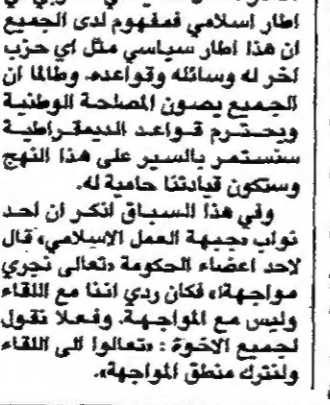 اطار اسلامي فمفهوم لدى الجميع
ان هذا اطار سياسي مثل اي حزب
آخر له وسائله وقواعده. وطالما ان
الجميع يصون المصلحة الوطنية
ويحترم قواعد الديمقراطية
سنستمر بالسير على هذا النهج
وستكون قيادتنا حامية له.
وفي هذا السياق اذكر ان احد
نواب «جبهة العمل الاسلامي» قال
لاحد اعضاء الحكومة «تعالى نجري
مواجهة!» فكان ردي اننا مع اللقاء
وليس مع المواجهة. وفعلا نقول
لجميع الاخوة : «تعالوا الى اللقاء
ولنترك منطق المواجهة».